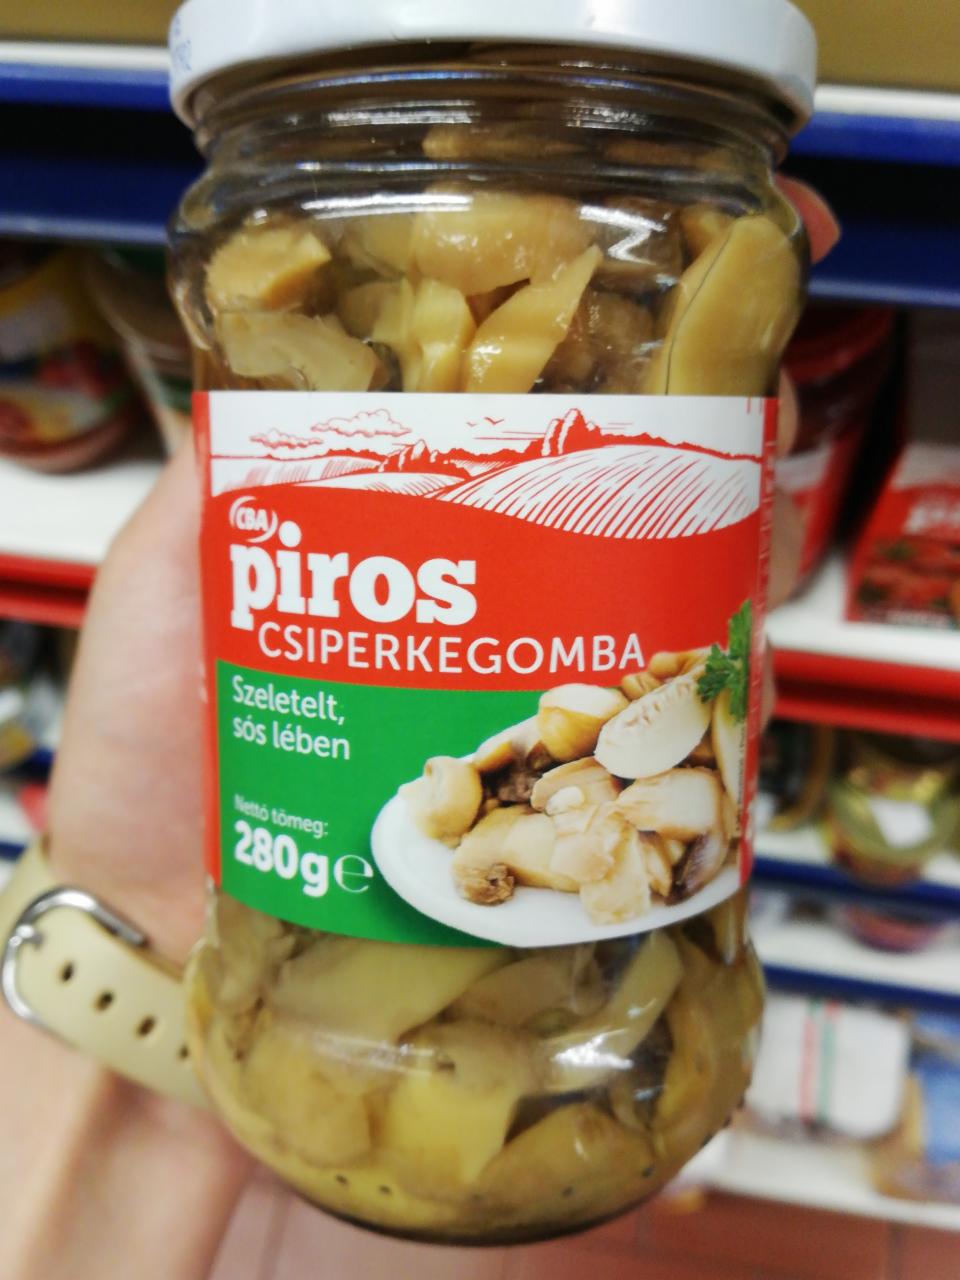 CBA
piros
CSIPERKEGOMBA
Szeletelt,
sós lében
Nettó tömeg:
280g℮